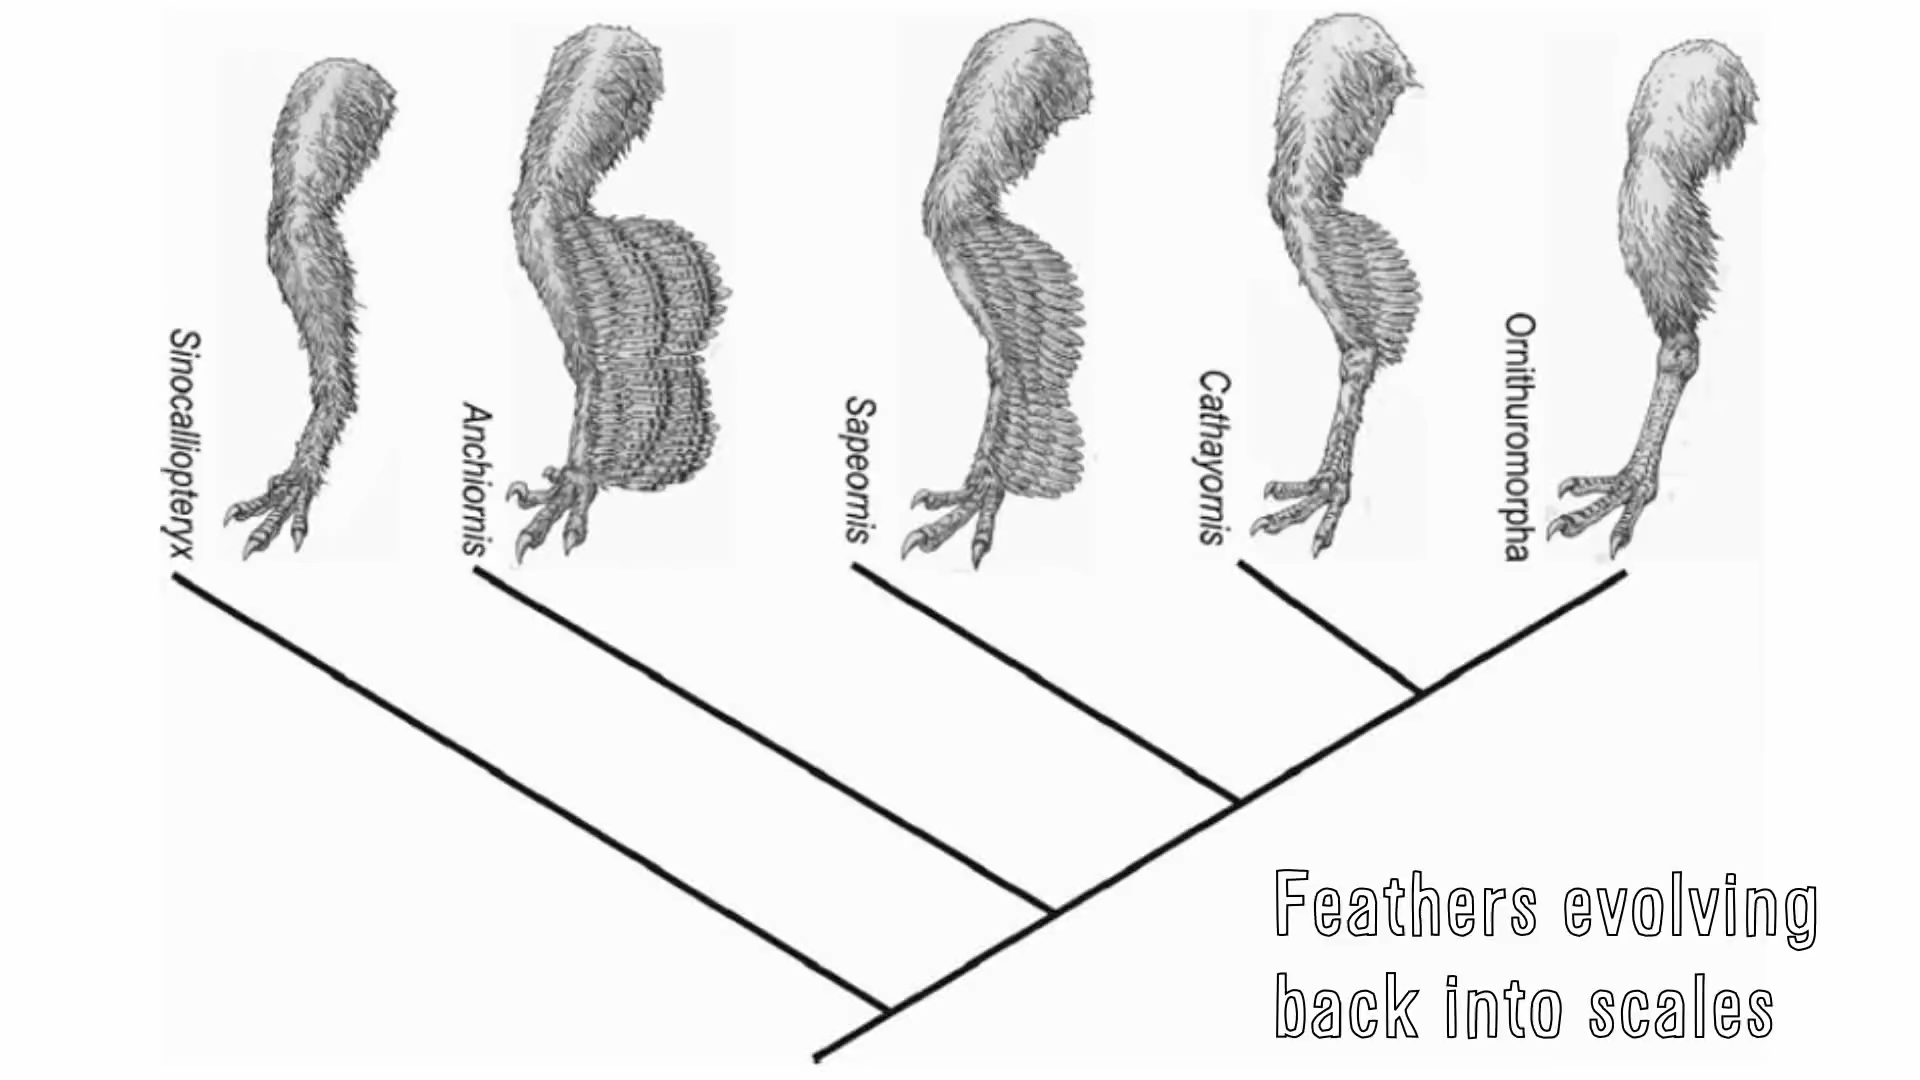 Sinocalliopteryx
Anchiornis
Sapeornis
Cathayornis
Ornithuromorpha
Feathers evolving
back into scales